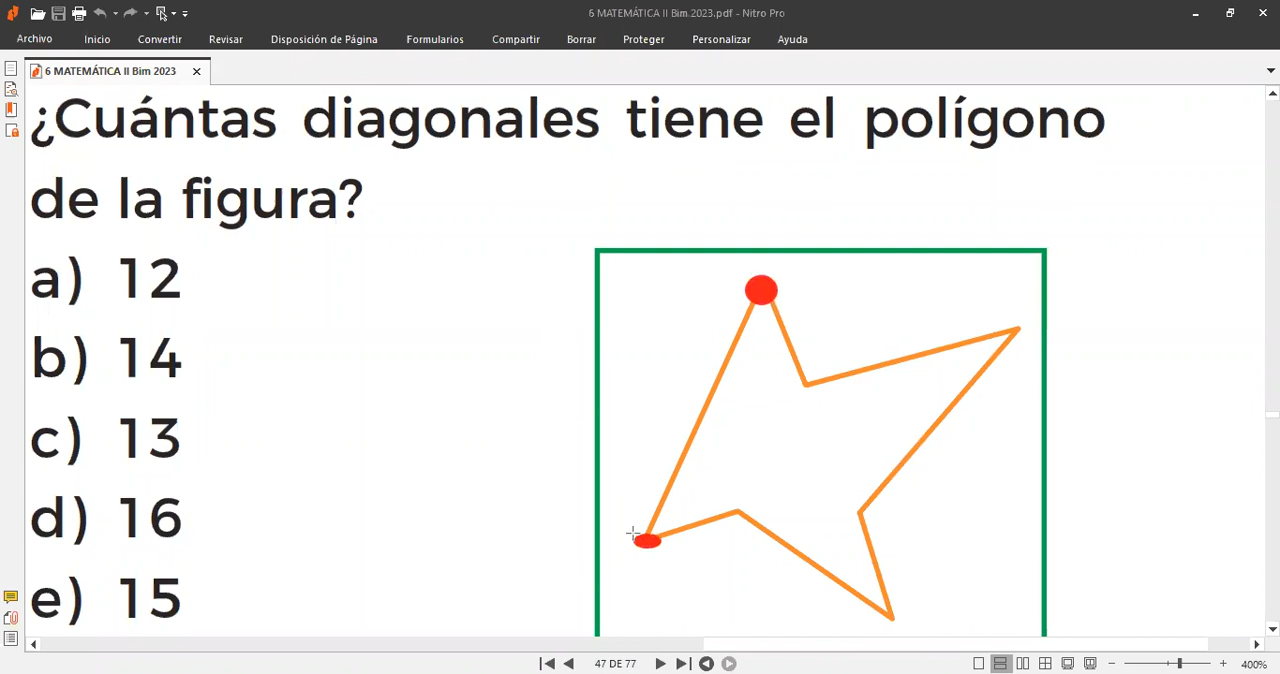 6 MATEMÁTICA II Bim.2023.pdf - Nitro Pro
Archivo Inicio Convertir Revisar Disposición de Página Formularios Compartir Borrar Proteger Personalizar Ayuda
6 MATEMÁTICA II Bim 2023
¿Cuántas diagonales tiene el polígono
de la figura?
a) 12
b) 14
c) 13
d) 16
e) 15
47 DE 77
400%